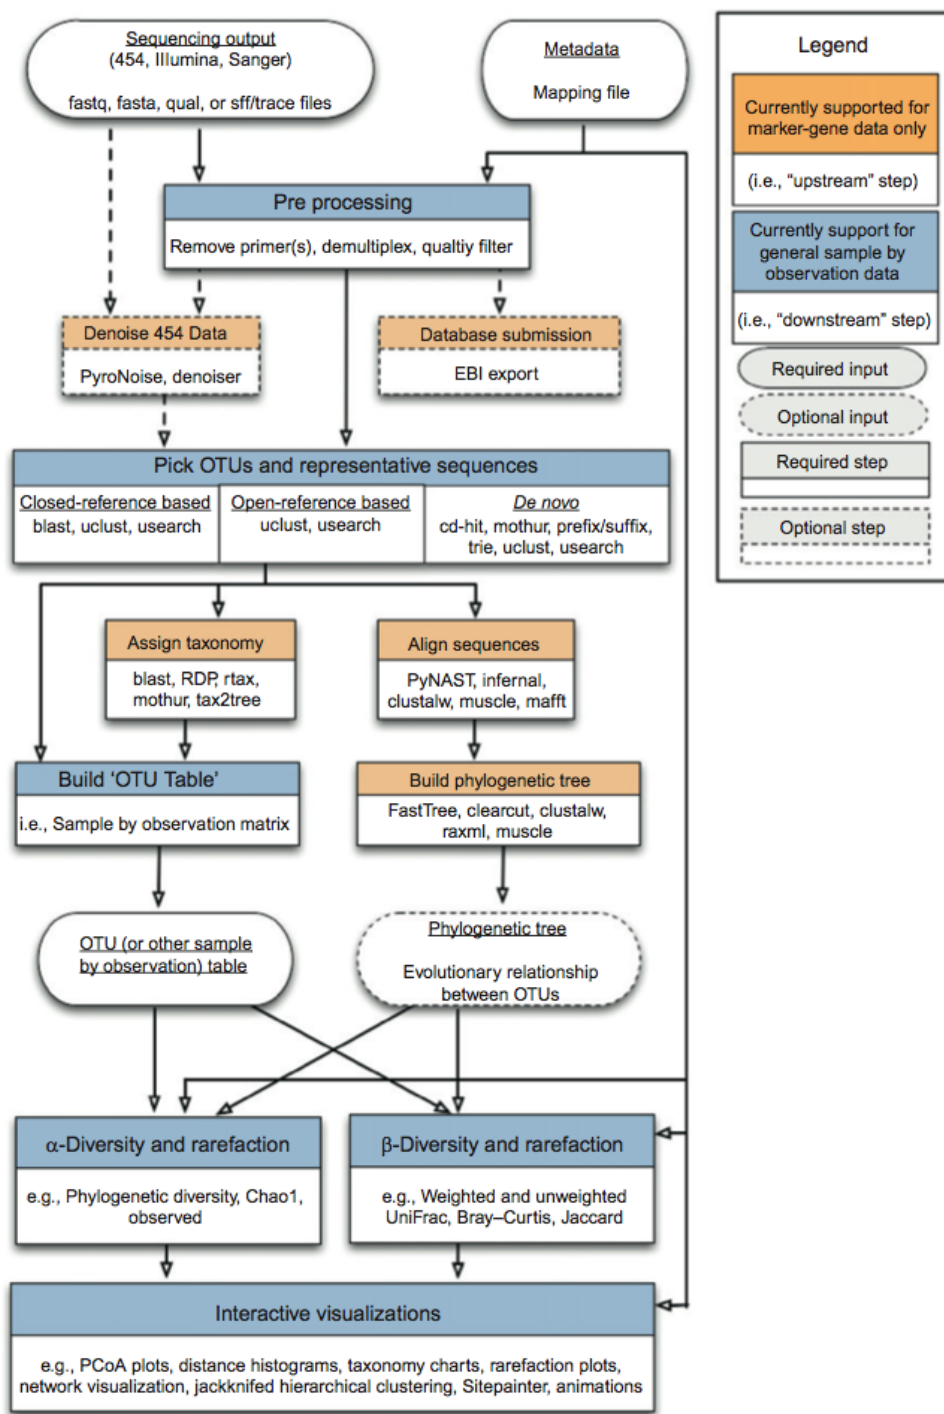 Sequencing output
(454, Illumina, Sanger)
fastq, fasta, qual, or sff/trace files
Metadata
Mapping file
Pre processing
Remove primer(s), demultiplex, qualtiy filter
Denoise 454 Data
PyroNoise, denoiser
Database submission
EBI export
Pick OTUs and representative sequences
Closed-reference based
blast, uclust, usearch
Open-reference based
uclust, usearch
De novo
cd-hit, mothur, prefix/suffix,
trie, uclust, usearch
Assign taxonomy
blast, RDP, rtax,
mothur, tax2tree
Align sequences
PyNAST, infernal,
clustalw, muscle, mafft
Build 'OTU Table'
i.e., Sample by observation matrix
Build phylogenetic tree
FastTree, clearcut, clustalw,
raxml, muscle
OTU (or other sample
by observation) table
Phylogenetic tree
Evolutionary relationship
between OTUs
α-Diversity and rarefaction
e.g., Phylogenetic diversity, Chao1,
observed
β-Diversity and rarefaction
e.g., Weighted and unweighted
UniFrac, Bray–Curtis, Jaccard
Interactive visualizations
e.g., PCoA plots, distance histograms, taxonomy charts, rarefaction plots,
network visualization, jackknifed hierarchical clustering, Sitepainter, animations
Legend
Currently supported for
marker-gene data only
(i.e., “upstream” step)
Currently support for
general sample by
observation data
(i.e., “downstream” step)
Required input
Optional input
Required step
Optional step